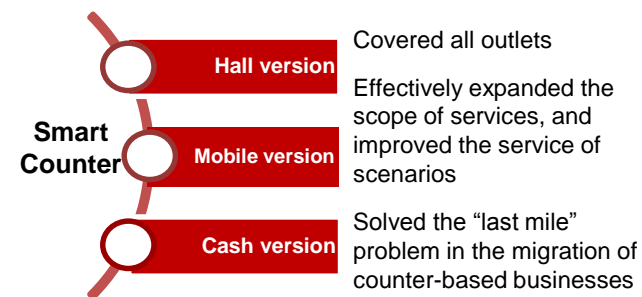 Smart
Counter
Hall version
Covered all outlets
Mobile version
Effectively expanded the
scope of services, and
improved the service of
scenarios
Cash version
Solved the “last mile”
problem in the migration of
counter-based businesses